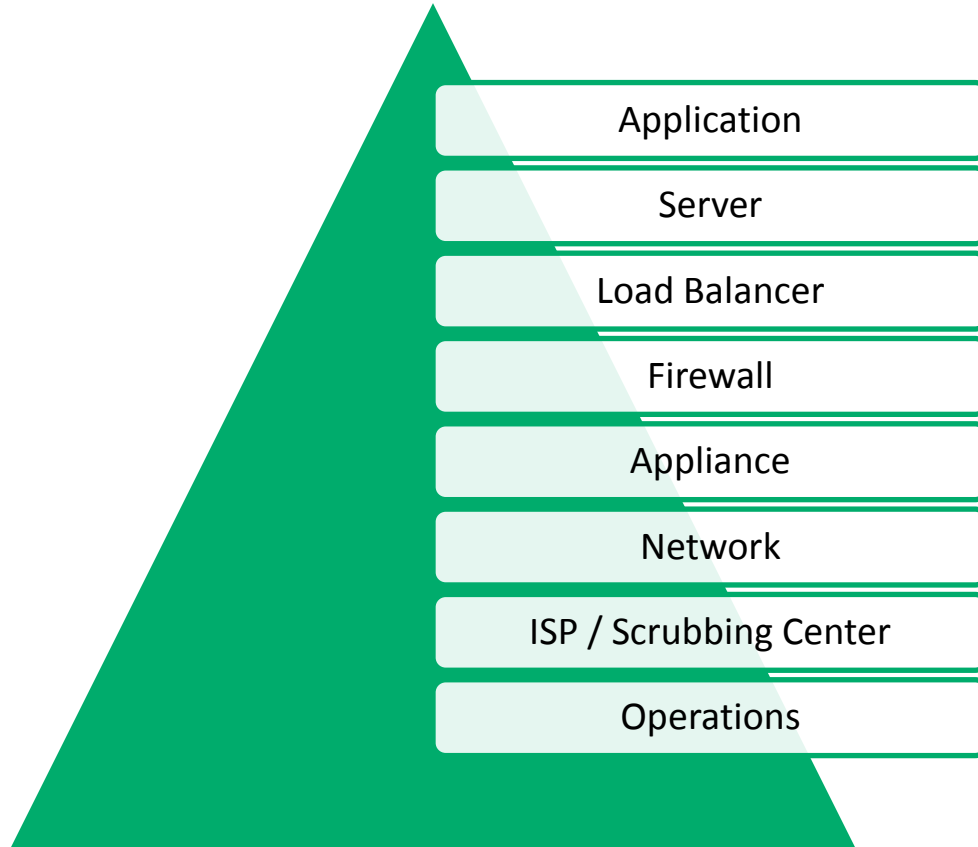 Application
Server
Load Balancer
Firewall
Appliance
Network
ISP / Scrubbing Center
Operations